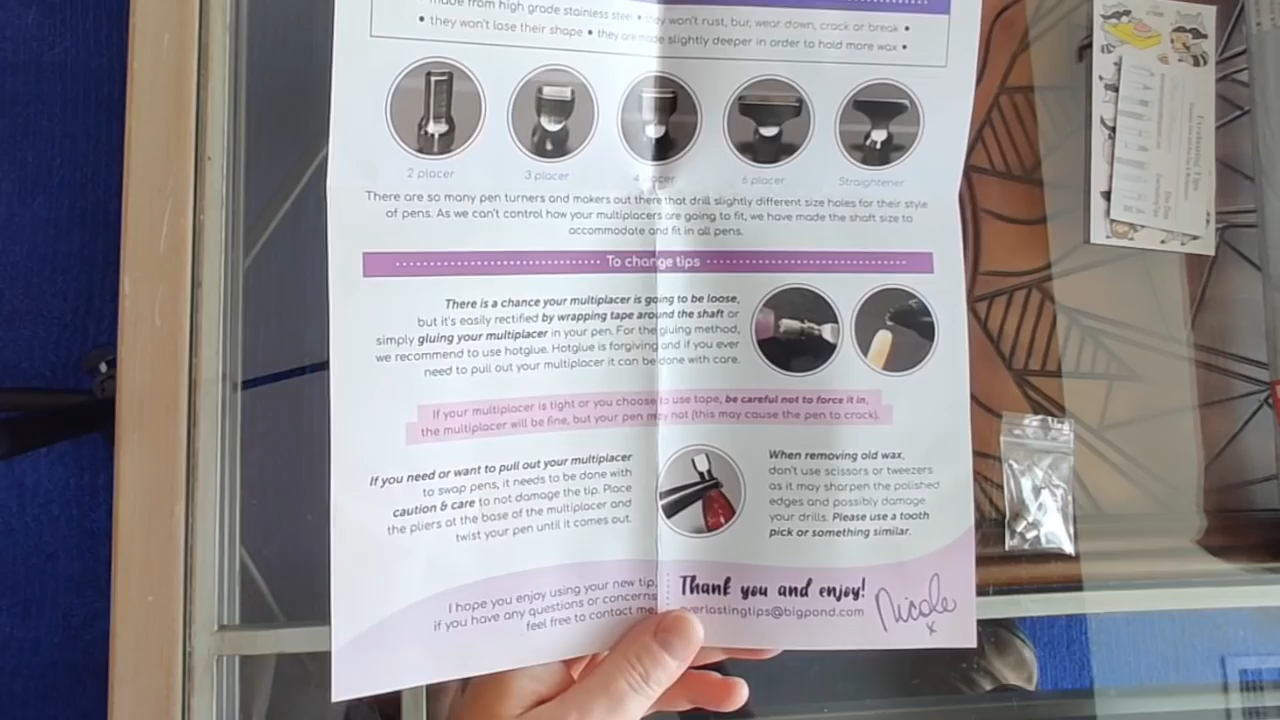 made from high grade stainless steel • they won't rust, bur, wear down, crack or break •
• they won't lose their shape • they are made slightly deeper in order to hold more wax •
2 placer
3 placer
4 placer
6 placer
Straightener
There are so many pen turners and makers out there that drill slightly different size holes for their style
of pens. As we can't control how your multiplacers are going to fit, we have made the shaft size to
accommodate and fit in all pens.
To change tips
There is a chance your multiplacer is going to be loose,
but it's easily rectified by wrapping tape around the shaft or
simply gluing your multiplacer in your pen. For the gluing method,
we recommend to use hotglue. Hotglue is forgiving and if you ever
need to pull out your multiplacer it can be done with care.
If your multiplacer is tight or you choose to use tape, be careful not to force it in,
the multiplacer will be fine, but your pen may not (this may cause the pen to crack).
If you need or want to pull out your multiplacer
to swap pens, it needs to be done with
caution & care to not damage the tip. Place
the pliers at the base of the multiplacer and
twist your pen until it comes out.
When removing old wax,
don't use scissors or tweezers
as it may sharpen the polished
edges and possibly damage
your drills. Please use a tooth
pick or something similar.
I hope you enjoy using your new tip,
if you have any questions or concerns
feel free to contact me.
Thank you and enjoy!
everlastingtips@bigpond.com
Nicole
x